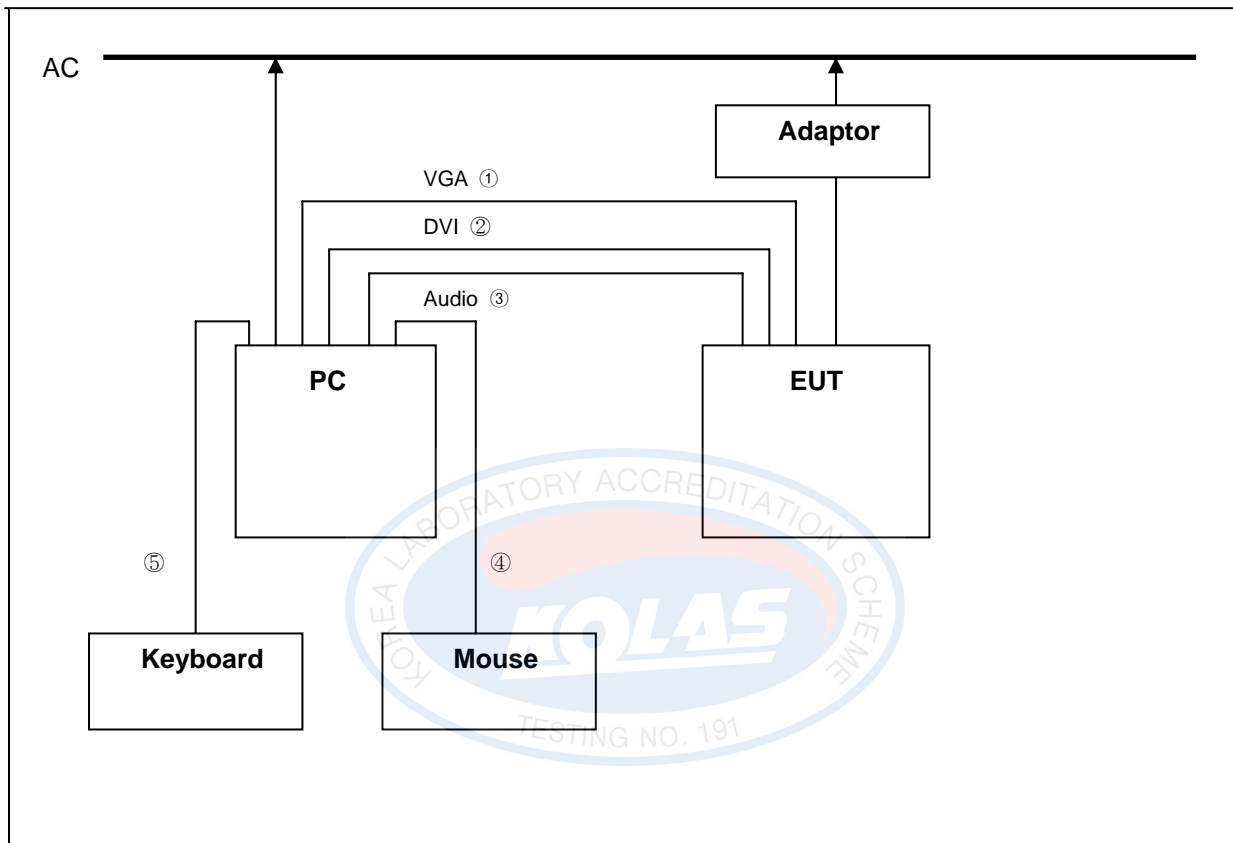 AC
Adaptor
VGA ①
DVI ②
Audio ③
PC
EUT
KOREA LABORATORY ACCREDITATION SCHEME
⑤
④
KOLAS
Keyboard
Mouse
TESTING NO. 191